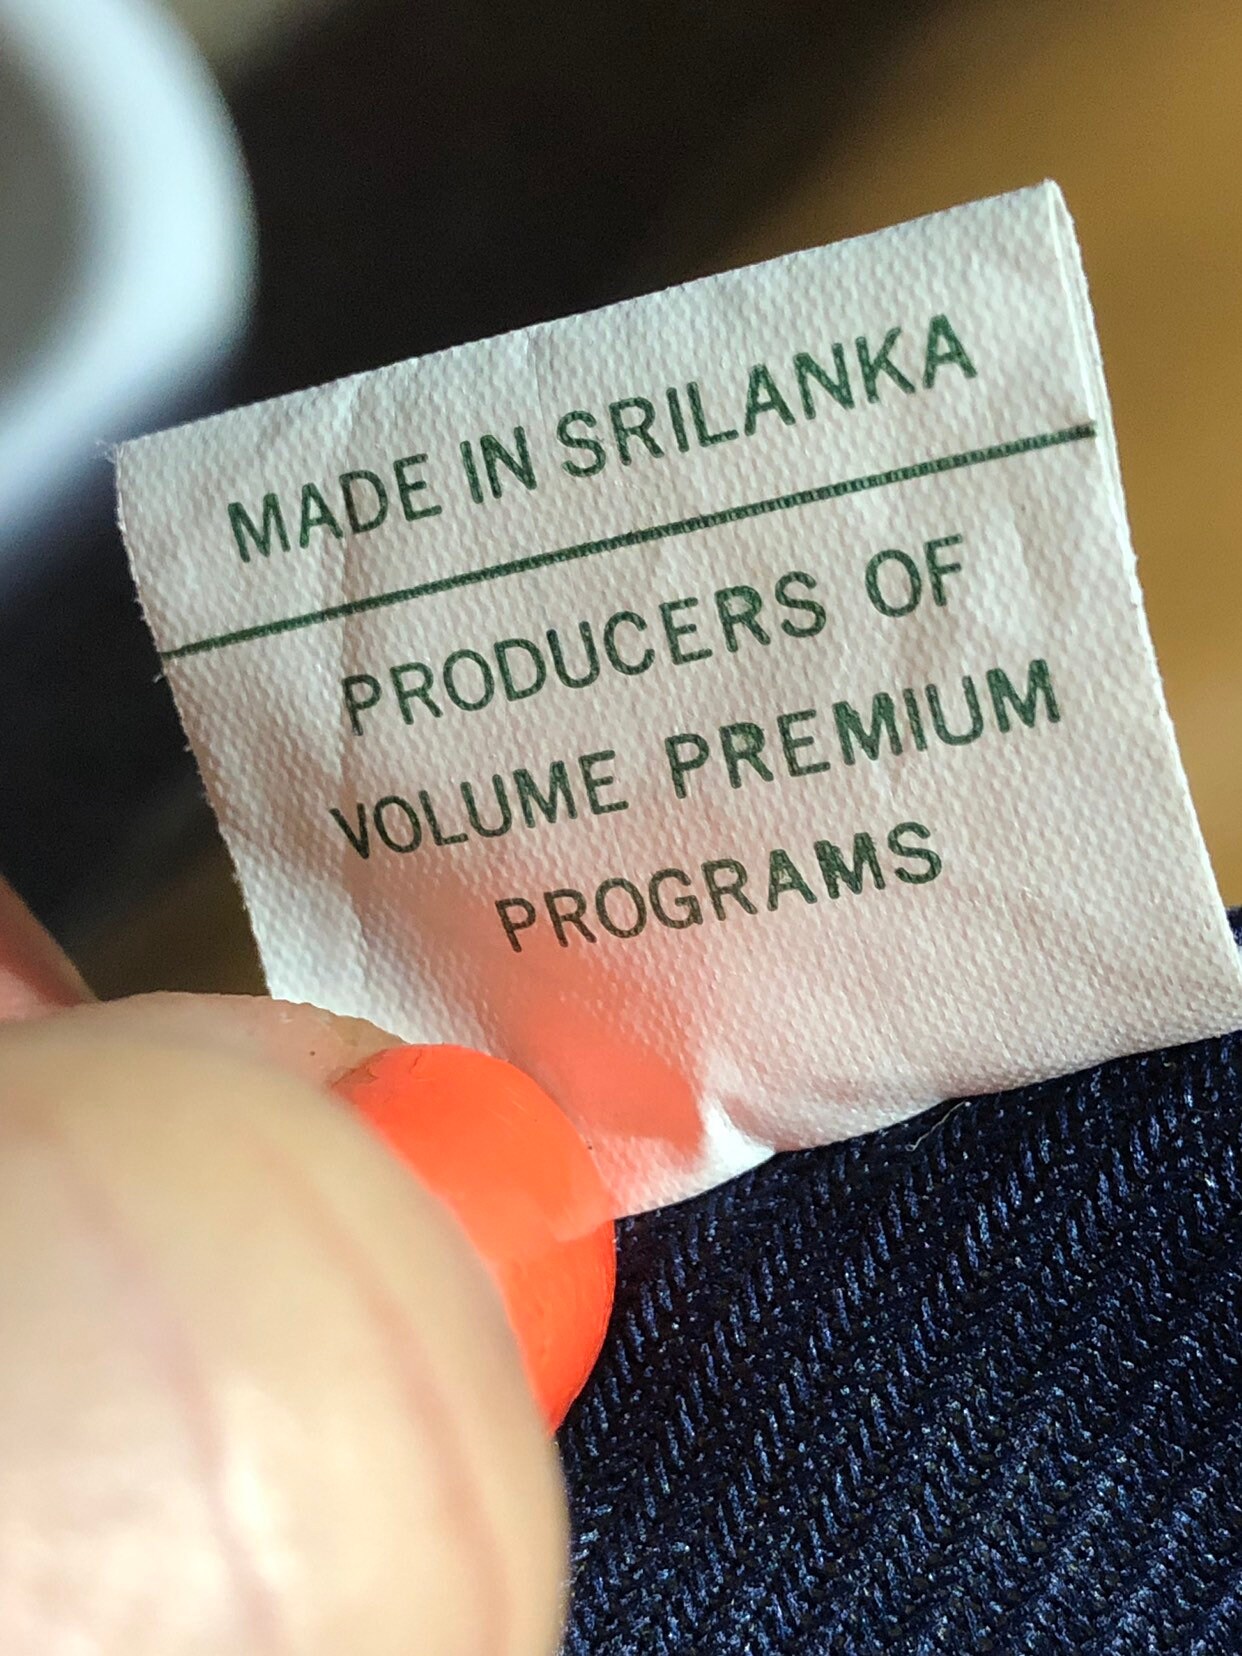 MADE IN SRILANKA
PRODUCERS OF
VOLUME PREMIUM
PROGRAMS